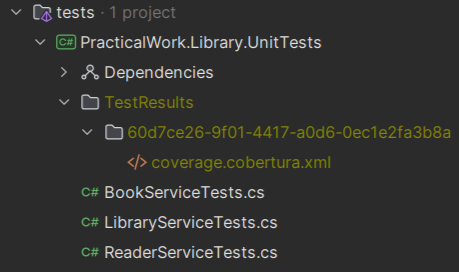 tests · 1 project
C# PracticalWork.Library.UnitTests
Dependencies
TestResults
60d7ce26-9f01-4417-a0d6-0ec1e2fa3b8a
</> coverage.cobertura.xml
C# BookServiceTests.cs
C# LibraryServiceTests.cs
C# ReaderServiceTests.cs